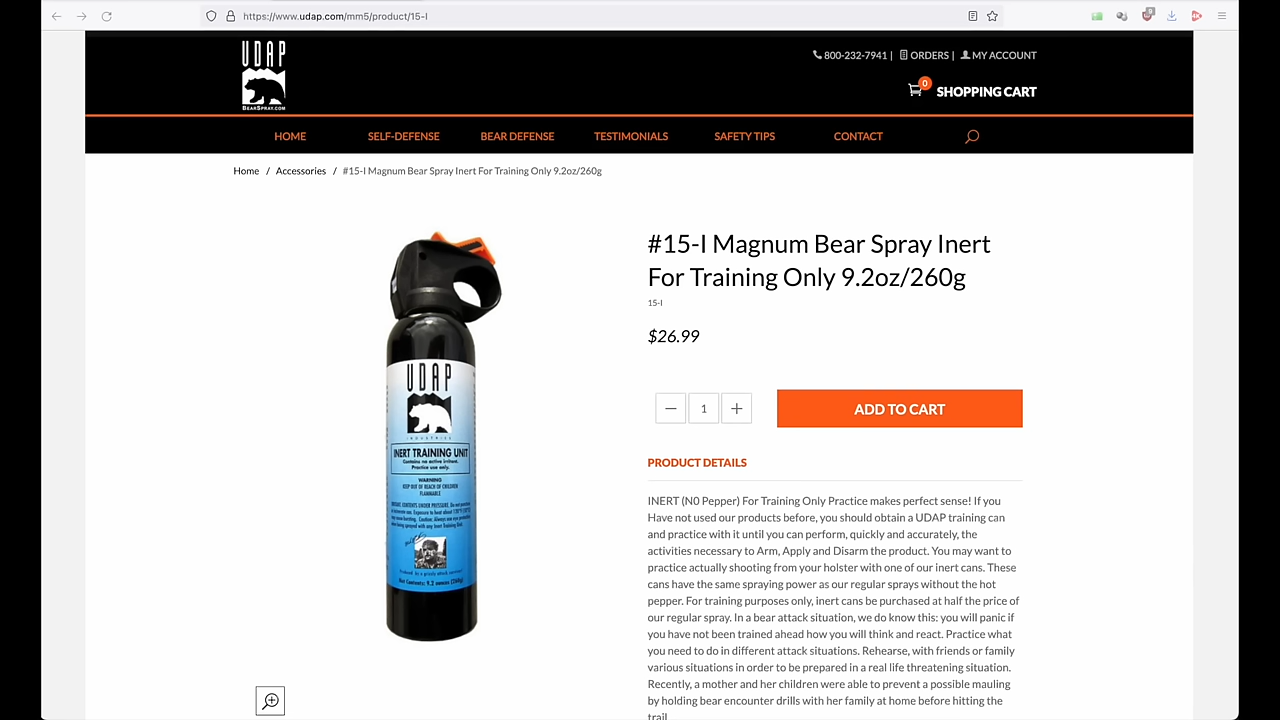 https://www.udap.com/mm5/product/15-I
9
UDAP
BEARSPRAY.COM
800-232-7941 | ORDERS | MY ACCOUNT
0
SHOPPING CART
HOME SELF-DEFENSE BEAR DEFENSE TESTIMONIALS SAFETY TIPS CONTACT
Home / Accessories / #15-I Magnum Bear Spray Inert For Training Only 9.2oz/260g
UDAP
INDUSTRIES
INERT TRAINING UNIT
Contains no active irritant.
Practice use only.
WARNING
KEEP OUT OF REACH OF CHILDREN
FLAMMABLE
Net Contents: 9.2 ounces (260g)
#15-I Magnum Bear Spray Inert
For Training Only 9.2oz/260g
15-I
$26.99
1
ADD TO CART
PRODUCT DETAILS
INERT (N0 Pepper) For Training Only Practice makes perfect sense! If you
Have not used our products before, you should obtain a UDAP training can
and practice with it until you can perform, quickly and accurately, the
activities necessary to Arm, Apply and Disarm the product. You may want to
practice actually shooting from your holster with one of our inert cans. These
cans have the same spraying power as our regular sprays without the hot
pepper. For training purposes only, inert cans be purchased at half the price of
our regular spray. In a bear attack situation, we do know this: you will panic if
you have not been trained ahead how you will think and react. Practice what
you need to do in different attack situations. Rehearse, with friends or family
various situations in order to be prepared in a real life threatening situation.
Recently, a mother and her children were able to prevent a possible mauling
by holding bear encounter drills with her family at home before hitting the
trail.